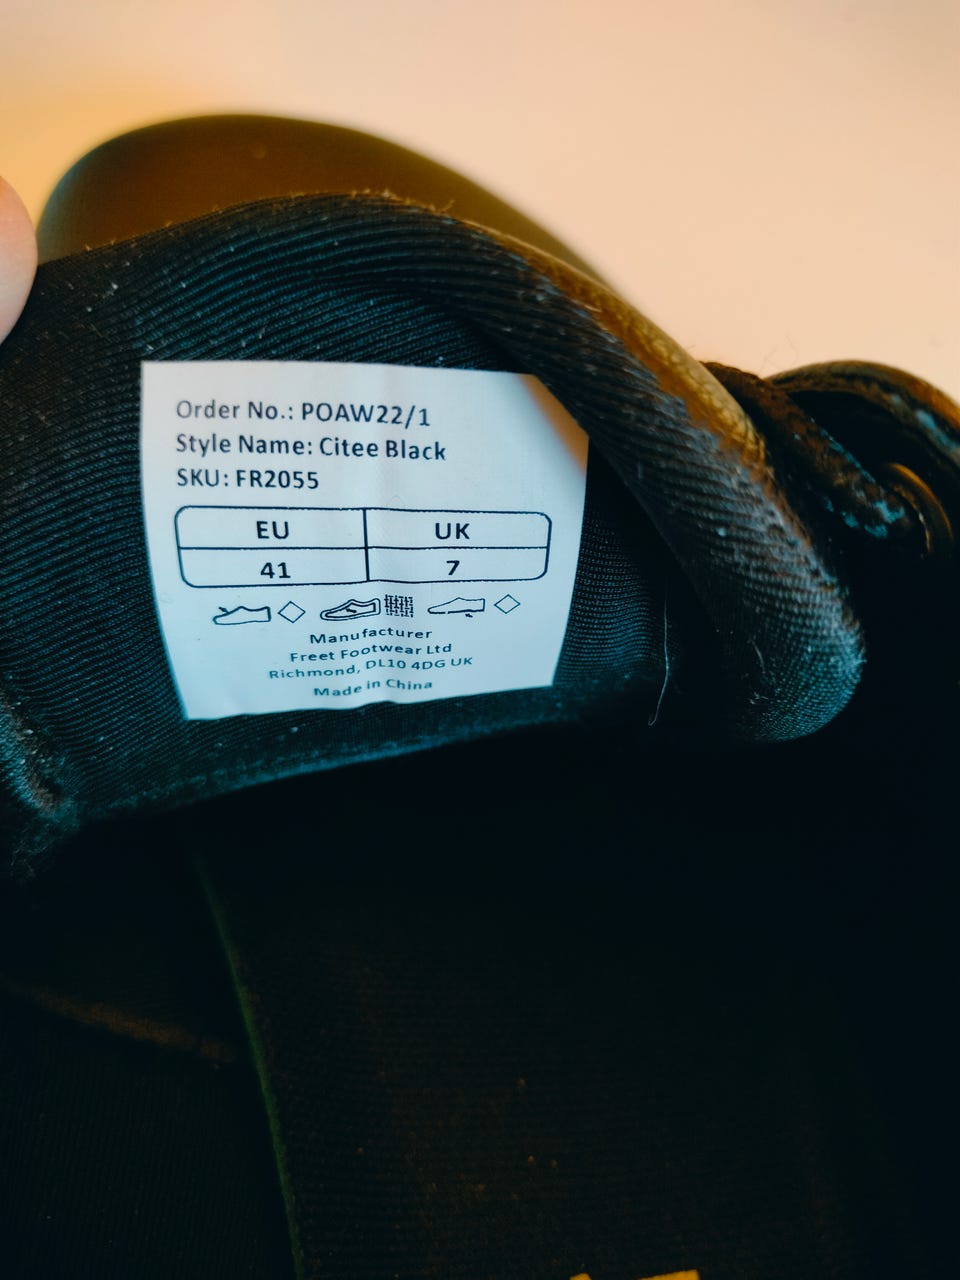 Order No.: POAW22/1
Style Name: Citee Black
SKU: FR2055
EU UK
41 7
Manufacturer
Freet Footwear Ltd
Richmond, DL10 4DG UK
Made in China